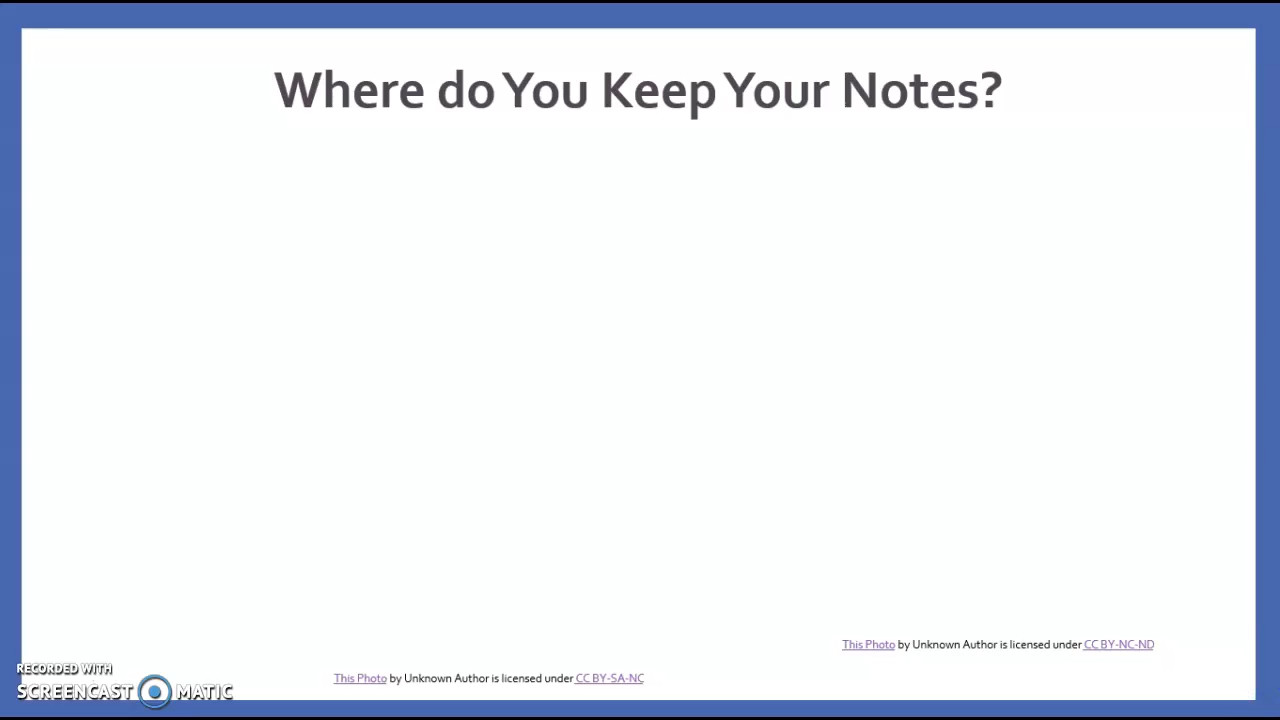 Where do You Keep Your Notes?
This Photo by Unknown Author is licensed under CC BY-NC-ND
RECORDED WITH
SCREENCAST MATIC
This Photo by Unknown Author is licensed under CC BY-SA-NC